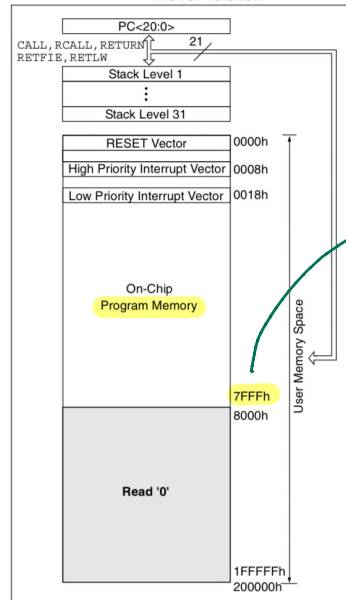 PC<20:0>
CALL,RCALL,RETURN
RETFIE,RETLW
21
Stack Level 1
Stack Level 31
RESET Vector
0000h
High Priority Interrupt Vector
0008h
Low Priority Interrupt Vector
0018h
On-Chip
Program Memory
User Memory Space
7FFFh
8000h
Read '0'
1FFFFFh
200000h